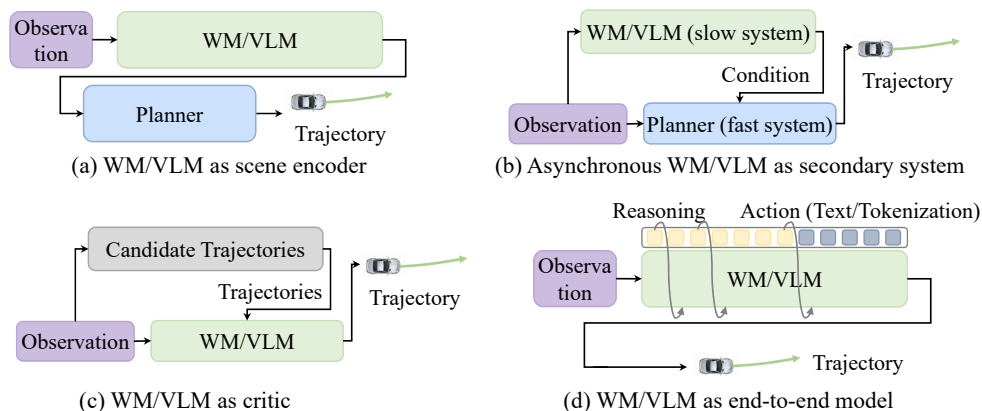 Observa
tion
WM/VLM
Planner
Trajectory
(a) WM/VLM as scene encoder
WM/VLM (slow system)
Condition
Trajectory
Observation
Planner (fast system)
(b) Asynchronous WM/VLM as secondary system
Candidate Trajectories
Trajectories
Trajectory
Observation
WM/VLM
(c) WM/VLM as critic
Reasoning
Action (Text/Tokenization)
Observa
tion
WM/VLM
Trajectory
(d) WM/VLM as end-to-end model